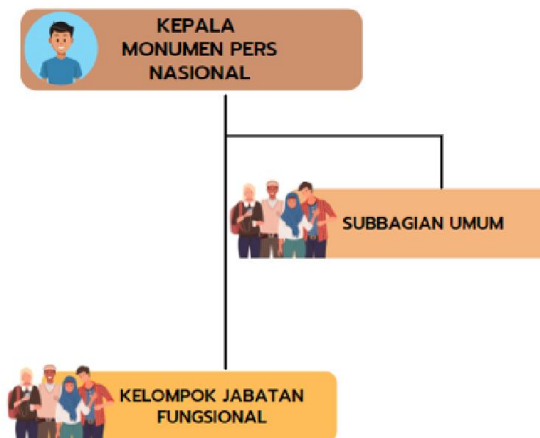 KEPALA
MONUMEN PERS
NASIONAL
SUBBAGIAN UMUM
KELOMPOK JABATAN
FUNGSIONAL